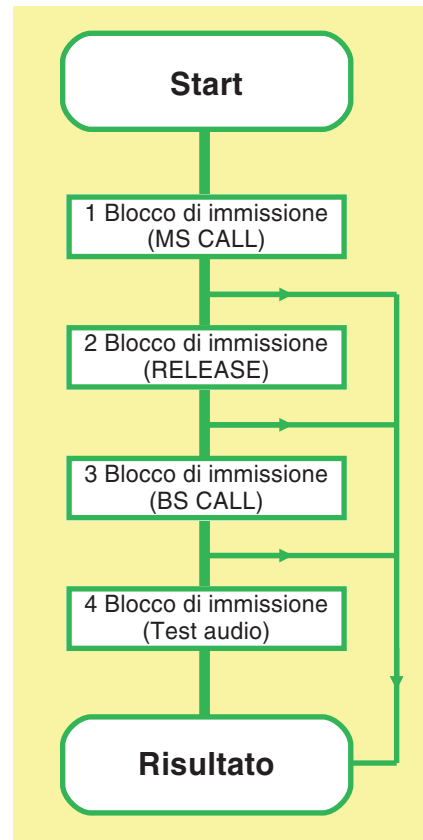 Start
1 Blocco di immissione
(MS CALL)
2 Blocco di immissione
(RELEASE)
3 Blocco di immissione
(BS CALL)
4 Blocco di immissione
(Test audio)
Risultato